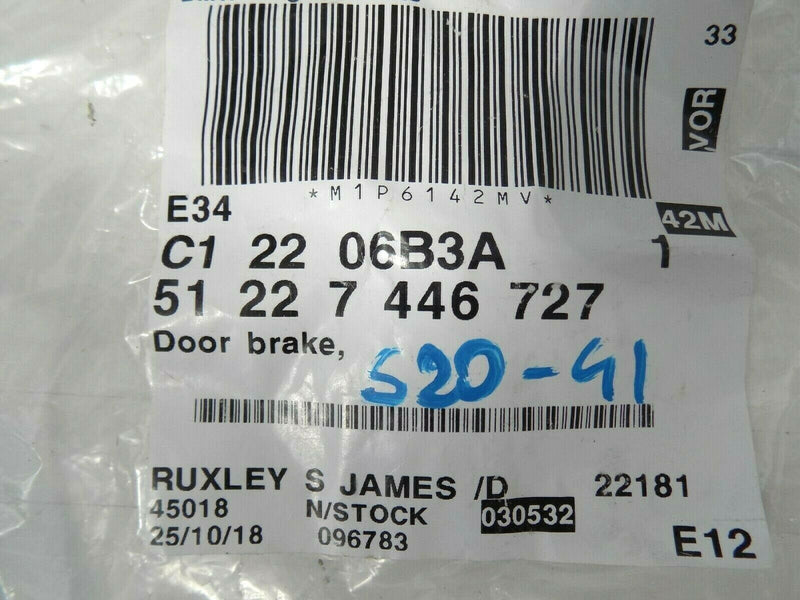 33
VOR
*M1P6142MV*
E34
42M
C1 22 06B3A 1
51 22 7 446 727
Door brake,
S20-41
RUXLEY S JAMES /D 22181
45018 N/STOCK 030532
25/10/18 096783 E12